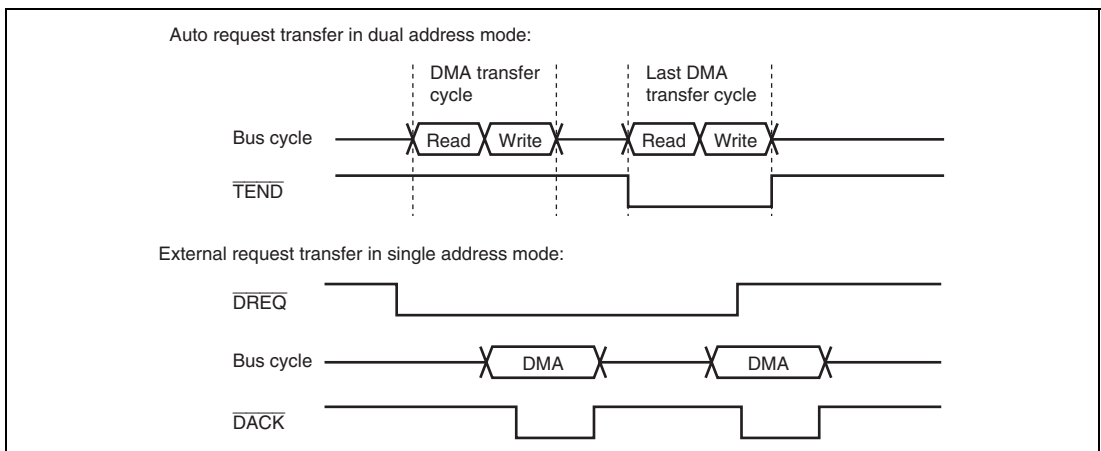 Auto request transfer in dual address mode:
DMA transfer
cycle
Last DMA
transfer cycle
Bus cycle
Read
Write
Read
Write
TEND
External request transfer in single address mode:
DREQ
Bus cycle
DMA
DMA
DACK